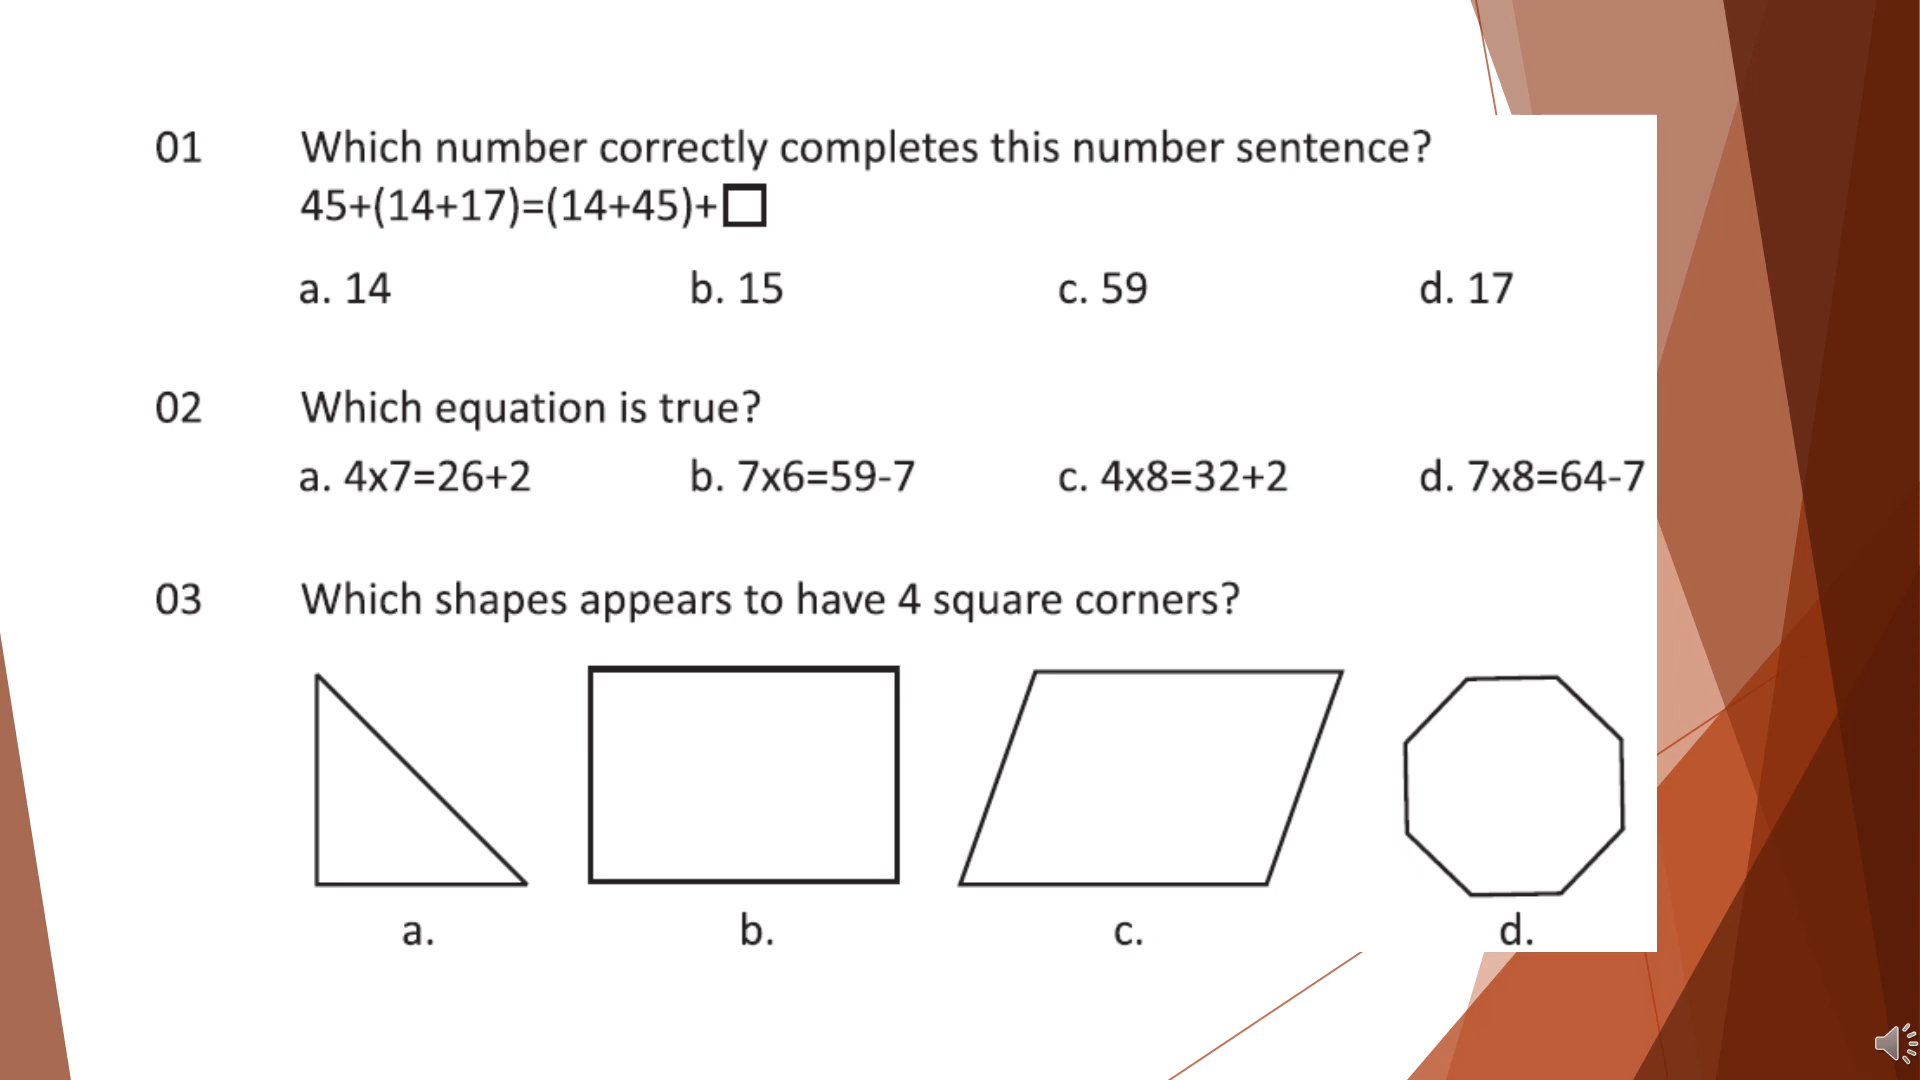 01 Which number correctly completes this number sentence?
45+(14+17)=(14+45)+□
a. 14 b. 15 c. 59 d. 17
02 Which equation is true?
a. 4x7=26+2 b. 7x6=59-7 c. 4x8=32+2 d. 7x8=64-7
03 Which shapes appears to have 4 square corners?
a. b. c. d.